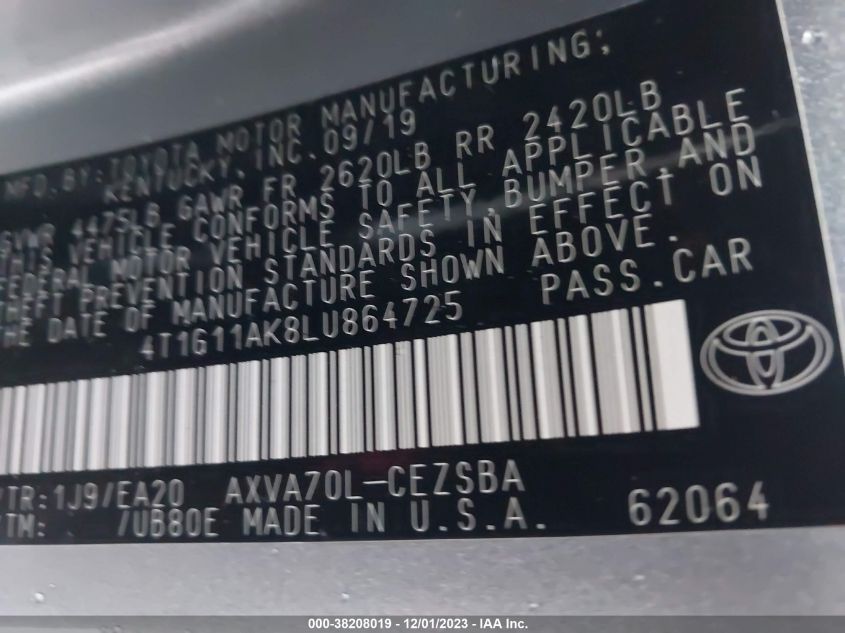 MFD. BY: TOYOTA MOTOR MANUFACTURING;
KENTUCKY, INC. 09/19
GVWR 4475LB GAWR FR 2620LB RR 2420LB
THIS VEHICLE CONFORMS TO ALL APPLICABLE
FEDERAL MOTOR VEHICLE SAFETY, BUMPER, AND
THEFT PREVENTION STANDARDS IN EFFECT ON
THE DATE OF MANUFACTURE SHOWN ABOVE.
4T1G11AK8LU864725 PASS. CAR
/TR: 1J9/EA20 AXVA70L-CEZSBA
/TM: /UB80E MADE IN U.S.A. 62064
000-38208019 - 12/01/2023 - IAA Inc.